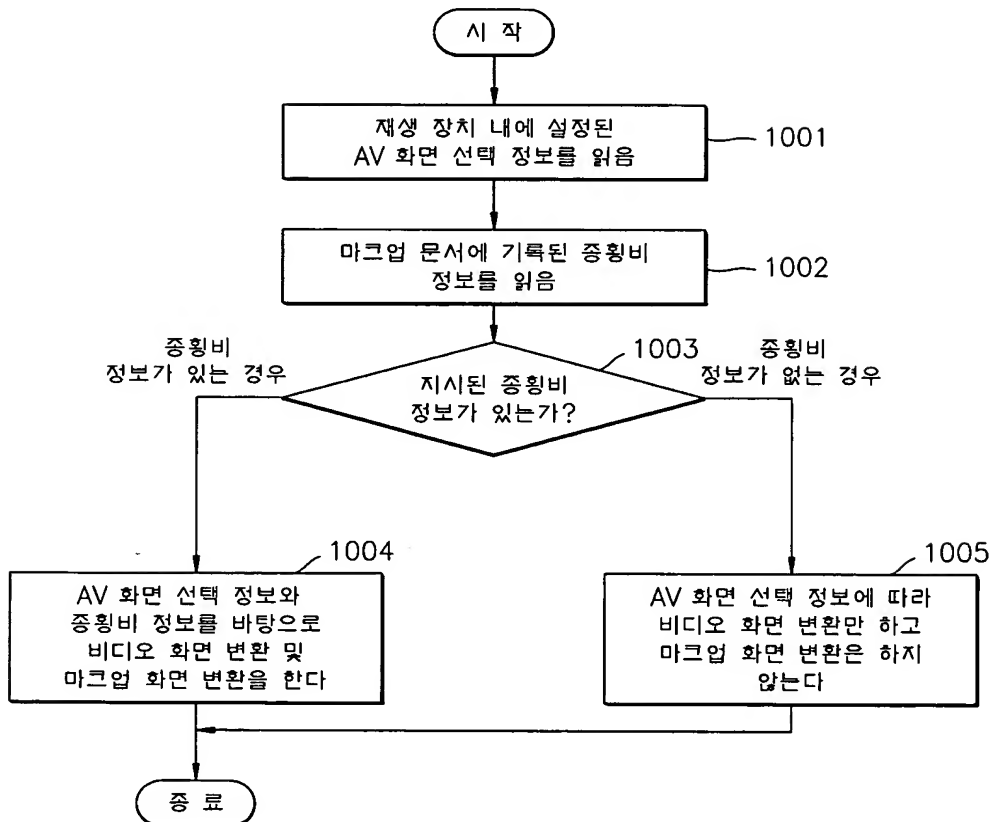 시 작
재생 장치 내에 설정된
AV 화면 선택 정보를 읽음
1001
마크업 문서에 기록된 종횡비
정보를 읽음
1002
종횡비
정보가 있는 경우
1003
종횡비
정보가 없는 경우
지시된 종횡비
정보가 있는가?
1004
AV 화면 선택 정보와
종횡비 정보를 바탕으로
비디오 화면 변환 및
마크업 화면 변환을 한다
1005
AV 화면 선택 정보에 따라
비디오 화면 변환만 하고
마크업 화면 변환은 하지
않는다
종 료